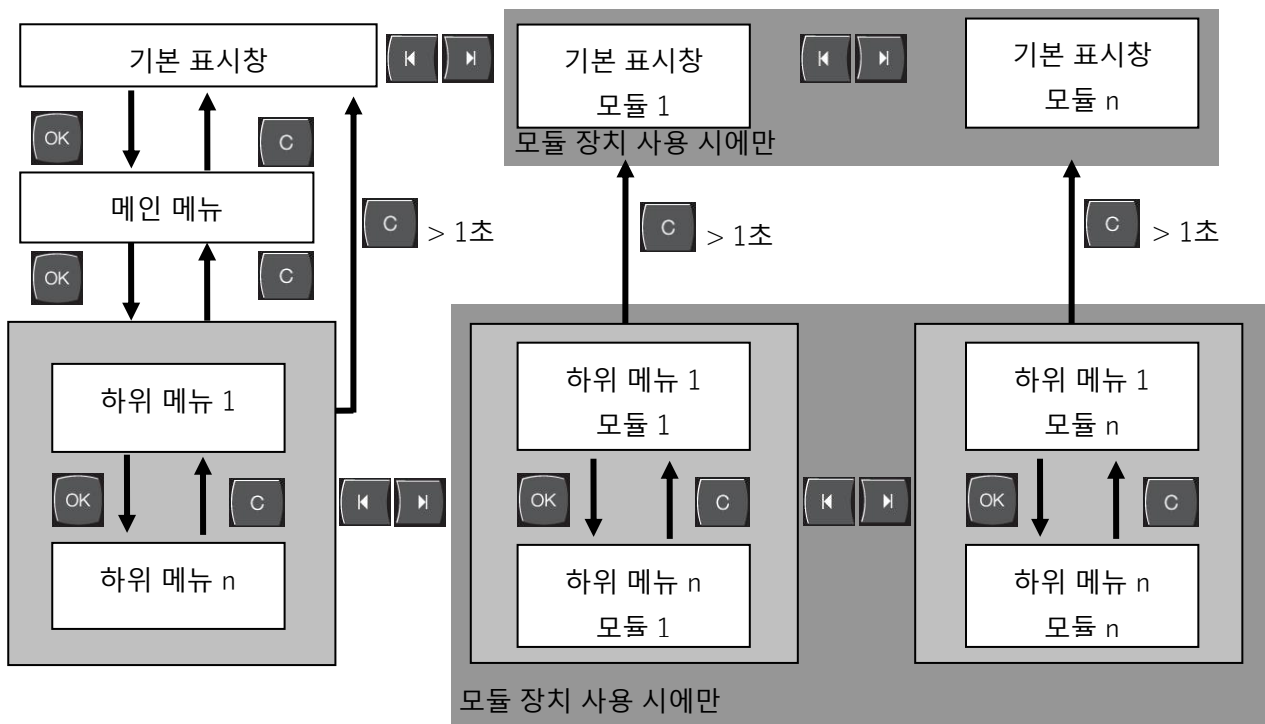 기본 표시창
기본 표시창
모듈 1
기본 표시창
모듈 n
모듈 장치 사용 시에만
OK
C
메인 메뉴
C > 1초
C > 1초
C > 1초
OK
C
하위 메뉴 1
하위 메뉴 1
모듈 1
하위 메뉴 1
모듈 n
OK
C
OK
C
OK
C
하위 메뉴 n
하위 메뉴 n
모듈 1
하위 메뉴 n
모듈 n
모듈 장치 사용 시에만